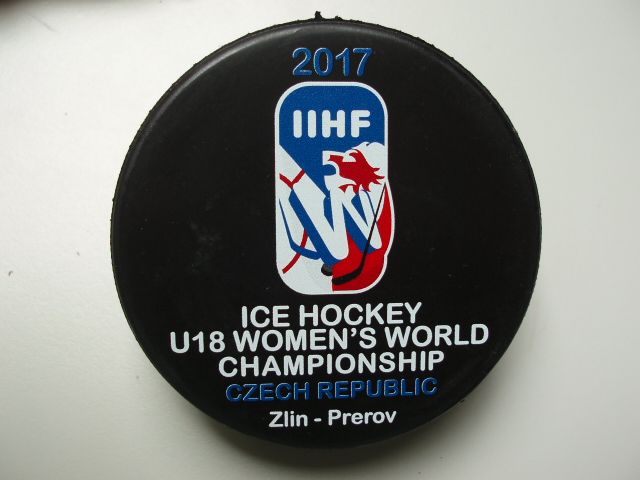 2017
IIHF
W
ICE HOCKEY
U18 WOMEN'S WORLD
CHAMPIONSHIP
CZECH REPUBLIC
Zlin - Prerov